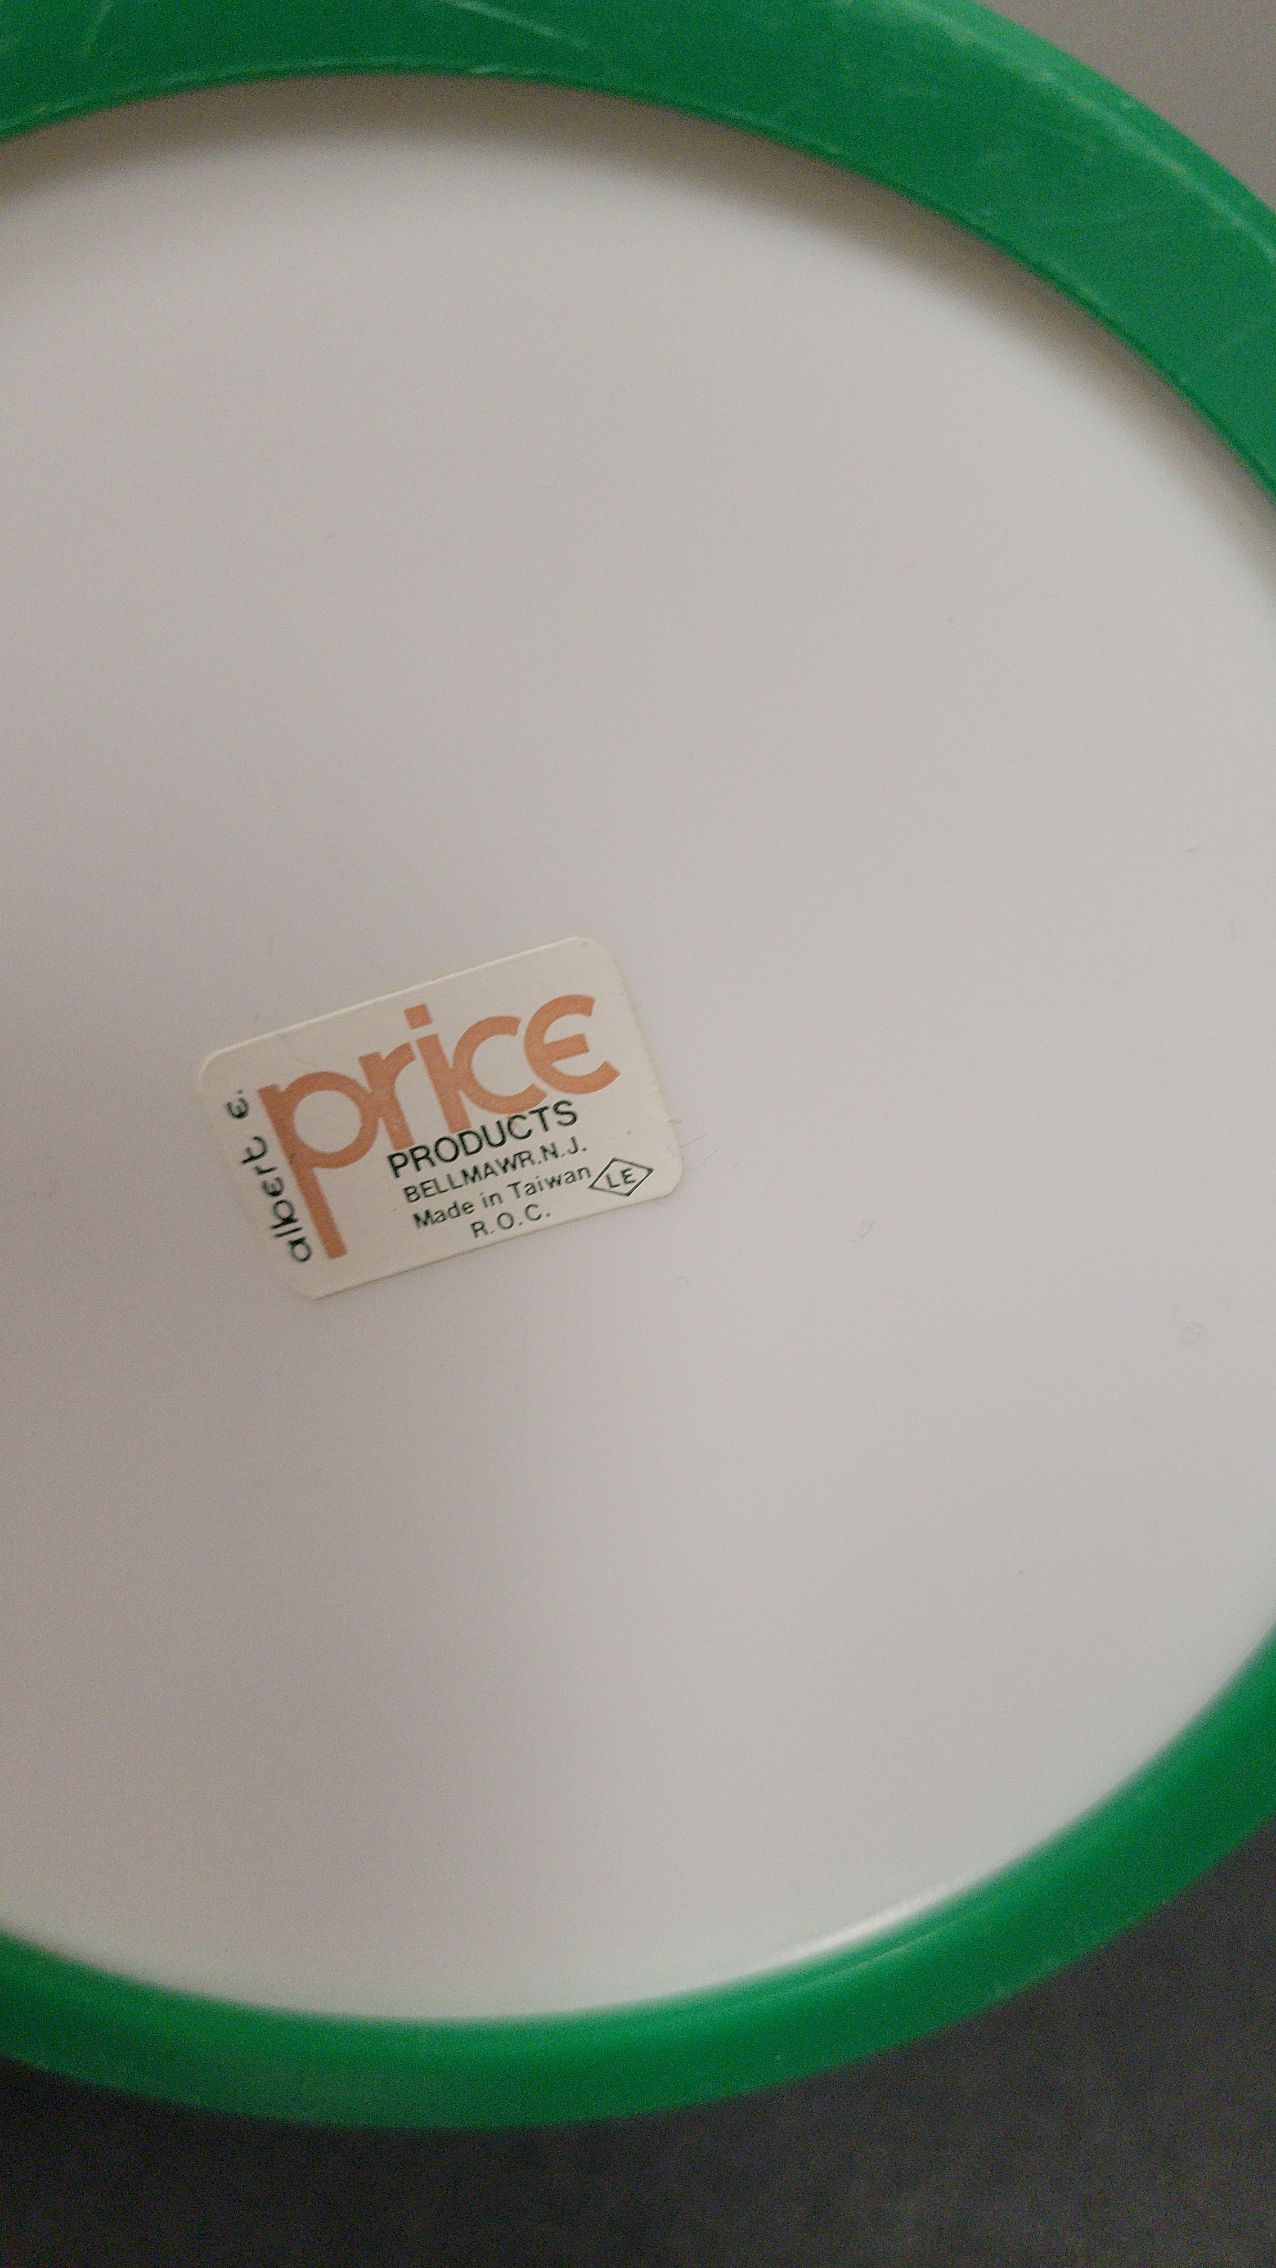 albert e.
price
PRODUCTS
BELLMAWR.N.J.
Made in Taiwan
R.O.C.
LE